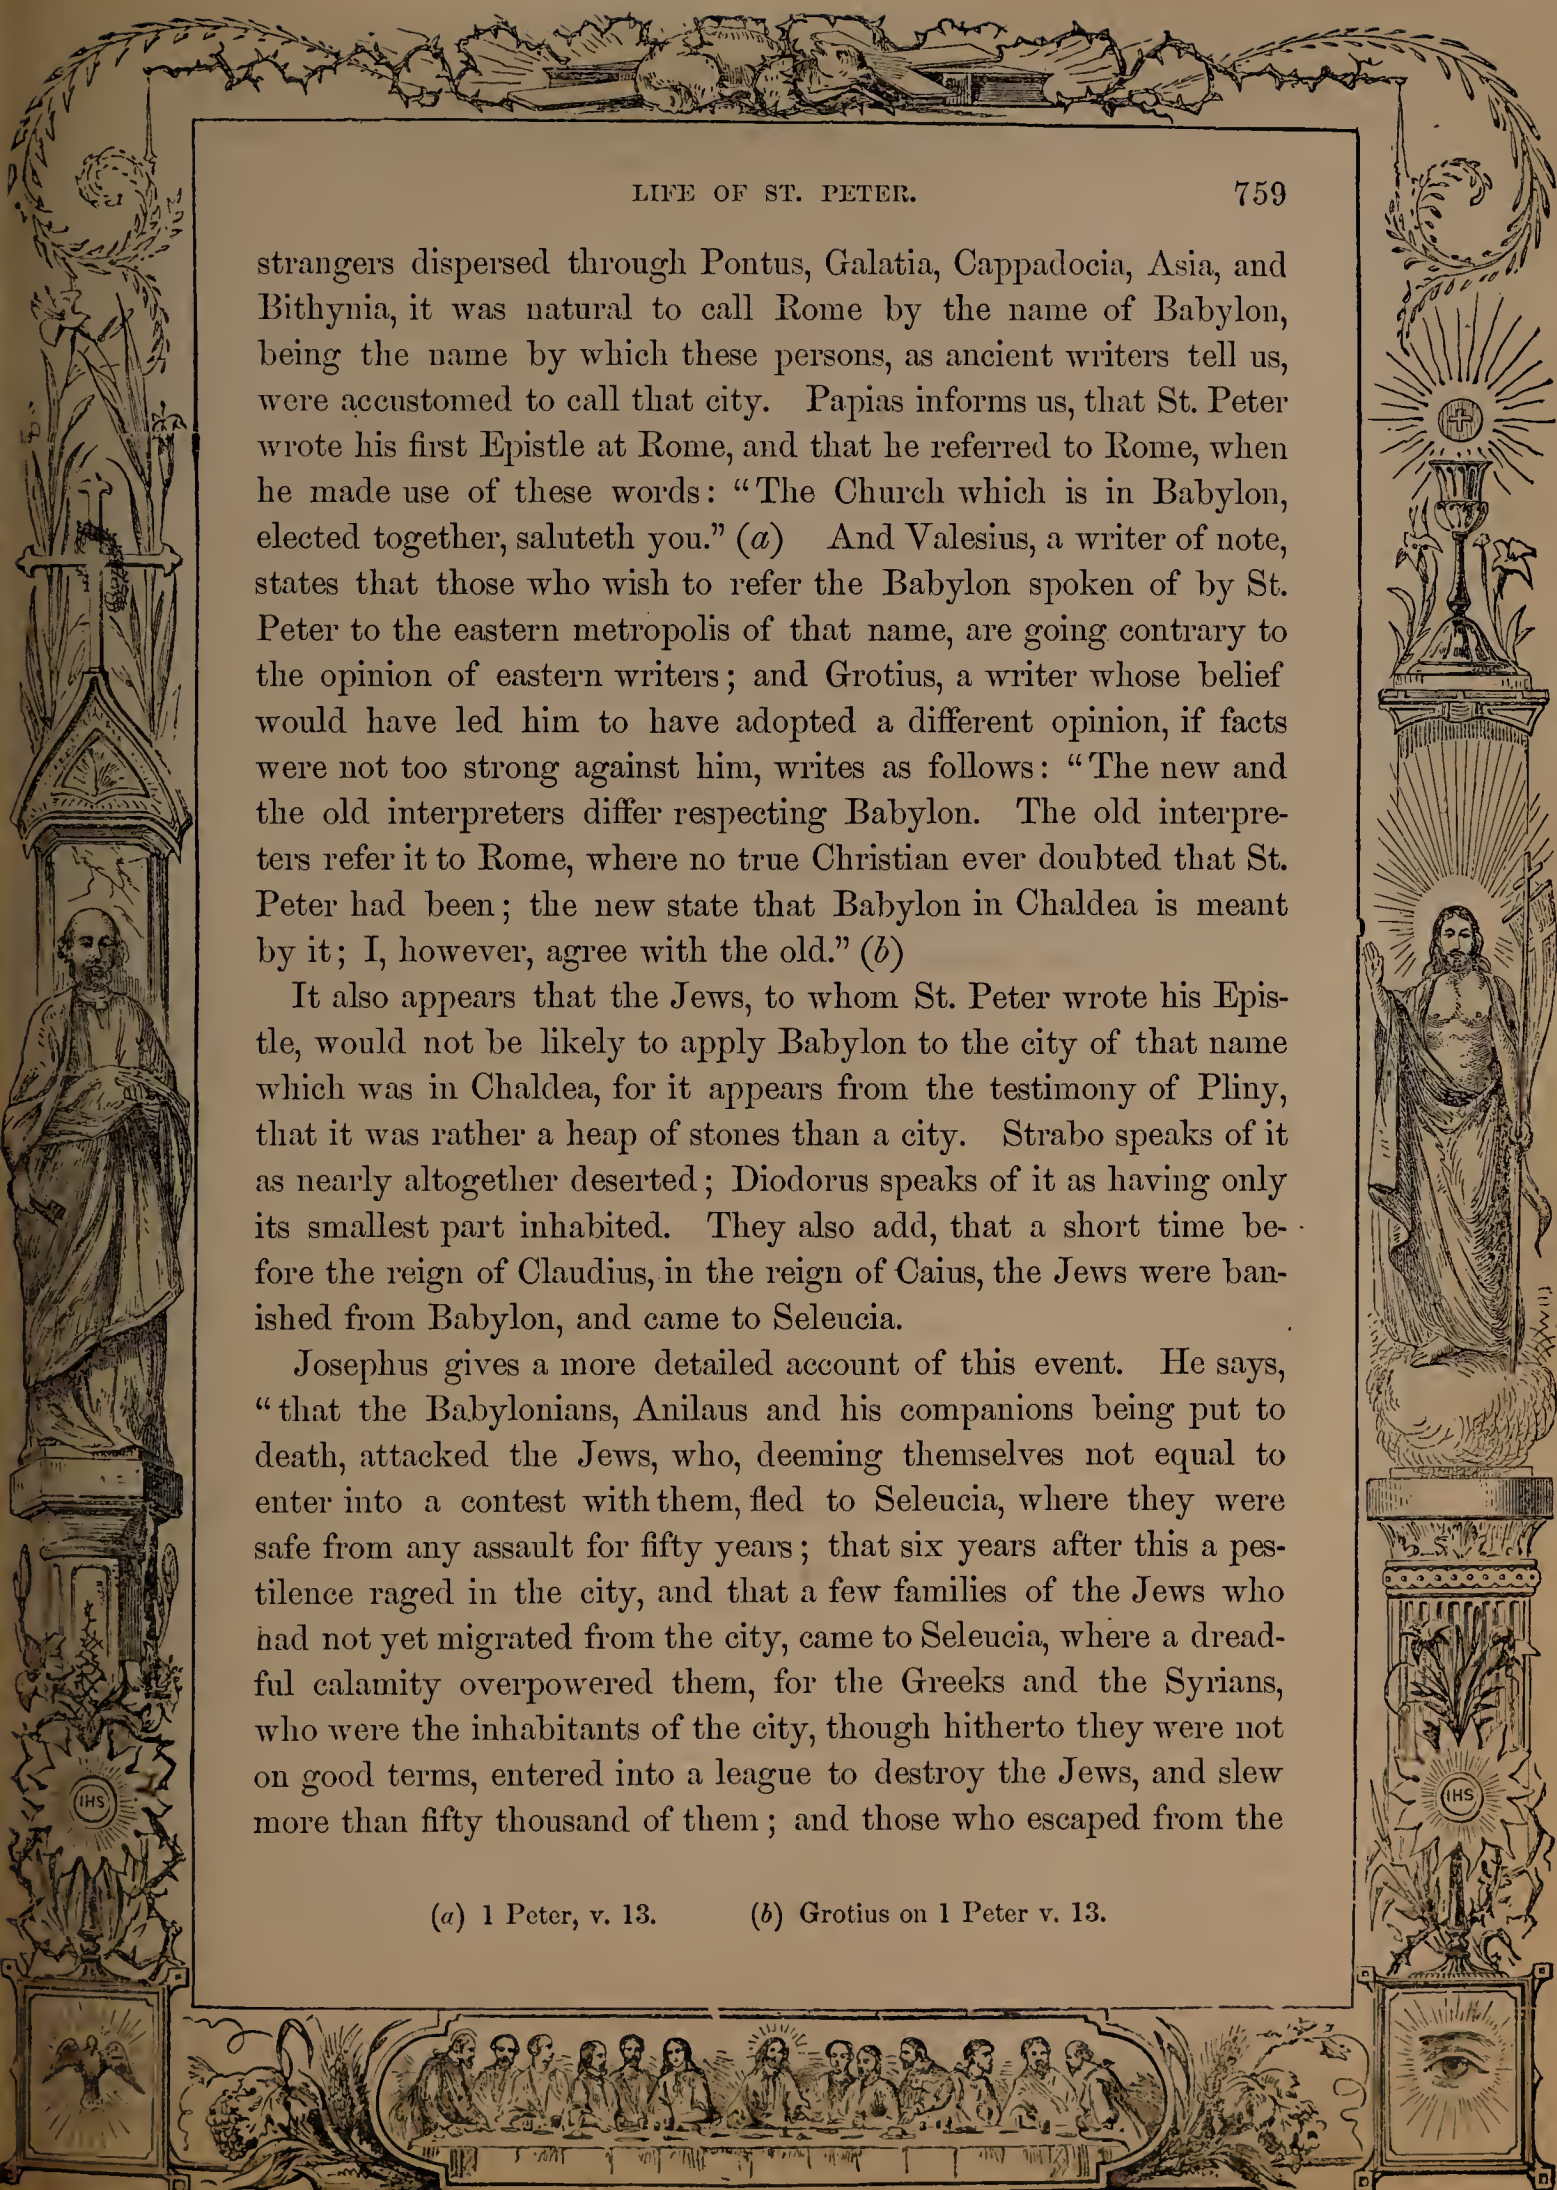 LIFE OF ST. PETER. 759
strangers dispersed through Pontus, Galatia, Cappadocia, Asia, and
Bithynia, it was natural to call Rome by the name of Babylon,
being the name by which these persons, as ancient writers tell us,
were accustomed to call that city. Papias informs us, that St. Peter
wrote his first Epistle at Rome, and that he referred to Rome, when
he made use of these words: “The Church which is in Babylon,
elected together, saluteth you.” (a) And Valesius, a writer of note,
states that those who wish to refer the Babylon spoken of by St.
Peter to the eastern metropolis of that name, are going contrary to
the opinion of eastern writers; and Grotius, a writer whose belief
would have led him to have adopted a different opinion, if facts
were not too strong against him, writes as follows: “The new and
the old interpreters differ respecting Babylon. The old interpre-
ters refer it to Rome, where no true Christian ever doubted that St.
Peter had been; the new state that Babylon in Chaldea is meant
by it; I, however, agree with the old.” (b)
It also appears that the Jews, to whom St. Peter wrote his Epis-
tle, would not be likely to apply Babylon to the city of that name
which was in Chaldea, for it appears from the testimony of Pliny,
that it was rather a heap of stones than a city. Strabo speaks of it
as nearly altogether deserted; Diodorus speaks of it as having only
its smallest part inhabited. They also add, that a short time be-
fore the reign of Claudius, in the reign of Caius, the Jews were ban-
ished from Babylon, and came to Seleucia.
Josephus gives a more detailed account of this event. He says,
“that the Babylonians, Anilaus and his companions being put to
death, attacked the Jews, who, deeming themselves not equal to
enter into a contest with them, fled to Seleucia, where they were
safe from any assault for fifty years; that six years after this a pes-
tilence raged in the city, and that a few families of the Jews who
had not yet migrated from the city, came to Seleucia, where a dread-
ful calamity overpowered them, for the Greeks and the Syrians,
who were the inhabitants of the city, though hitherto they were not
on good terms, entered into a league to destroy the Jews, and slew
more than fifty thousand of them; and those who escaped from the
(a) 1 Peter, v. 13. (b) Grotius on 1 Peter v. 13.
IHS
IHS